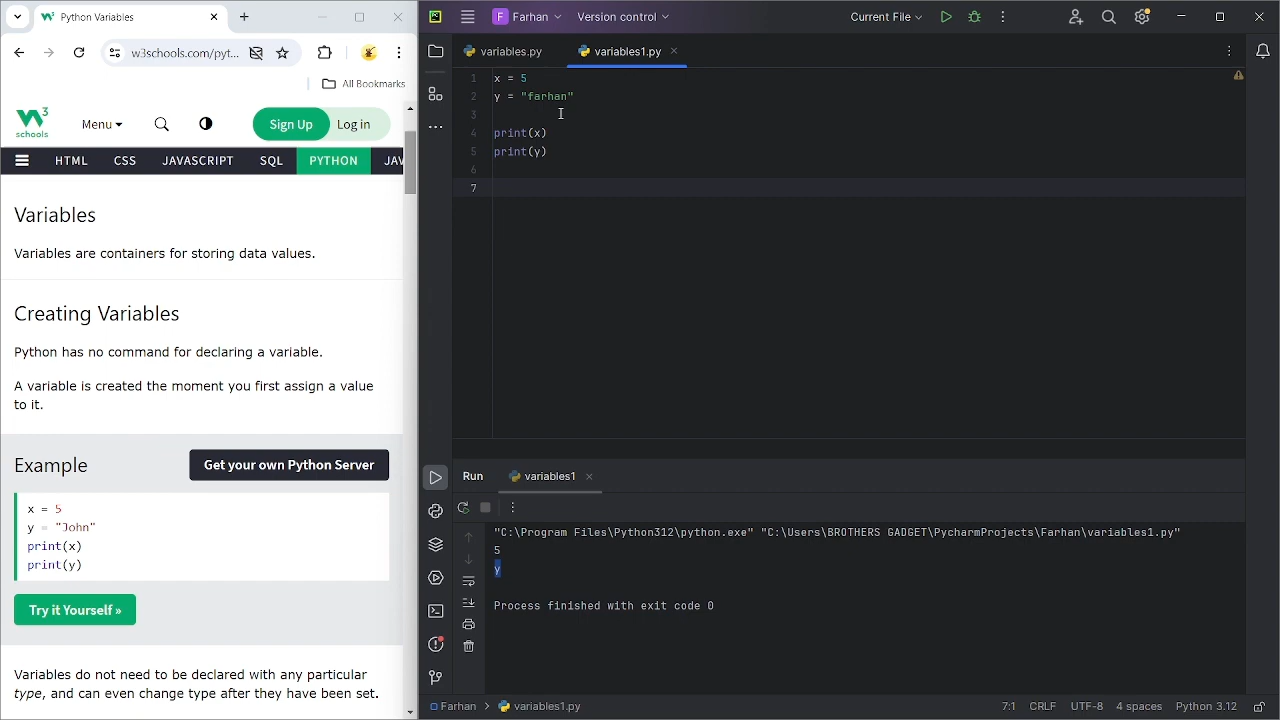 Python Variables
w3schools.com/pyt...
All Bookmarks
W3
schools
Menu
Sign Up
Log in
HTML
CSS
JAVASCRIPT
SQL
PYTHON
JAV
Variables
Variables are containers for storing data values.
Creating Variables
Python has no command for declaring a variable.
A variable is created the moment you first assign a value
to it.
Example
Get your own Python Server
x = 5
y = "John"
print(x)
print(y)
Try it Yourself »
Variables do not need to be declared with any particular
type, and can even change type after they have been set.
F Farhan
Version control
Current File
variables.py
variables1.py
1 x = 5
2 y = "farhan"
3
4 print(x)
5 print(y)
6
7
Run
variables1
"C:\Program Files\Python312\python.exe" "C:\Users\BROTHERS GADGET\PycharmProjects\Farhan\variables1.py"
5
y
Process finished with exit code 0
Farhan > variables1.py
7:1 CRLF UTF-8 4 spaces Python 3.12